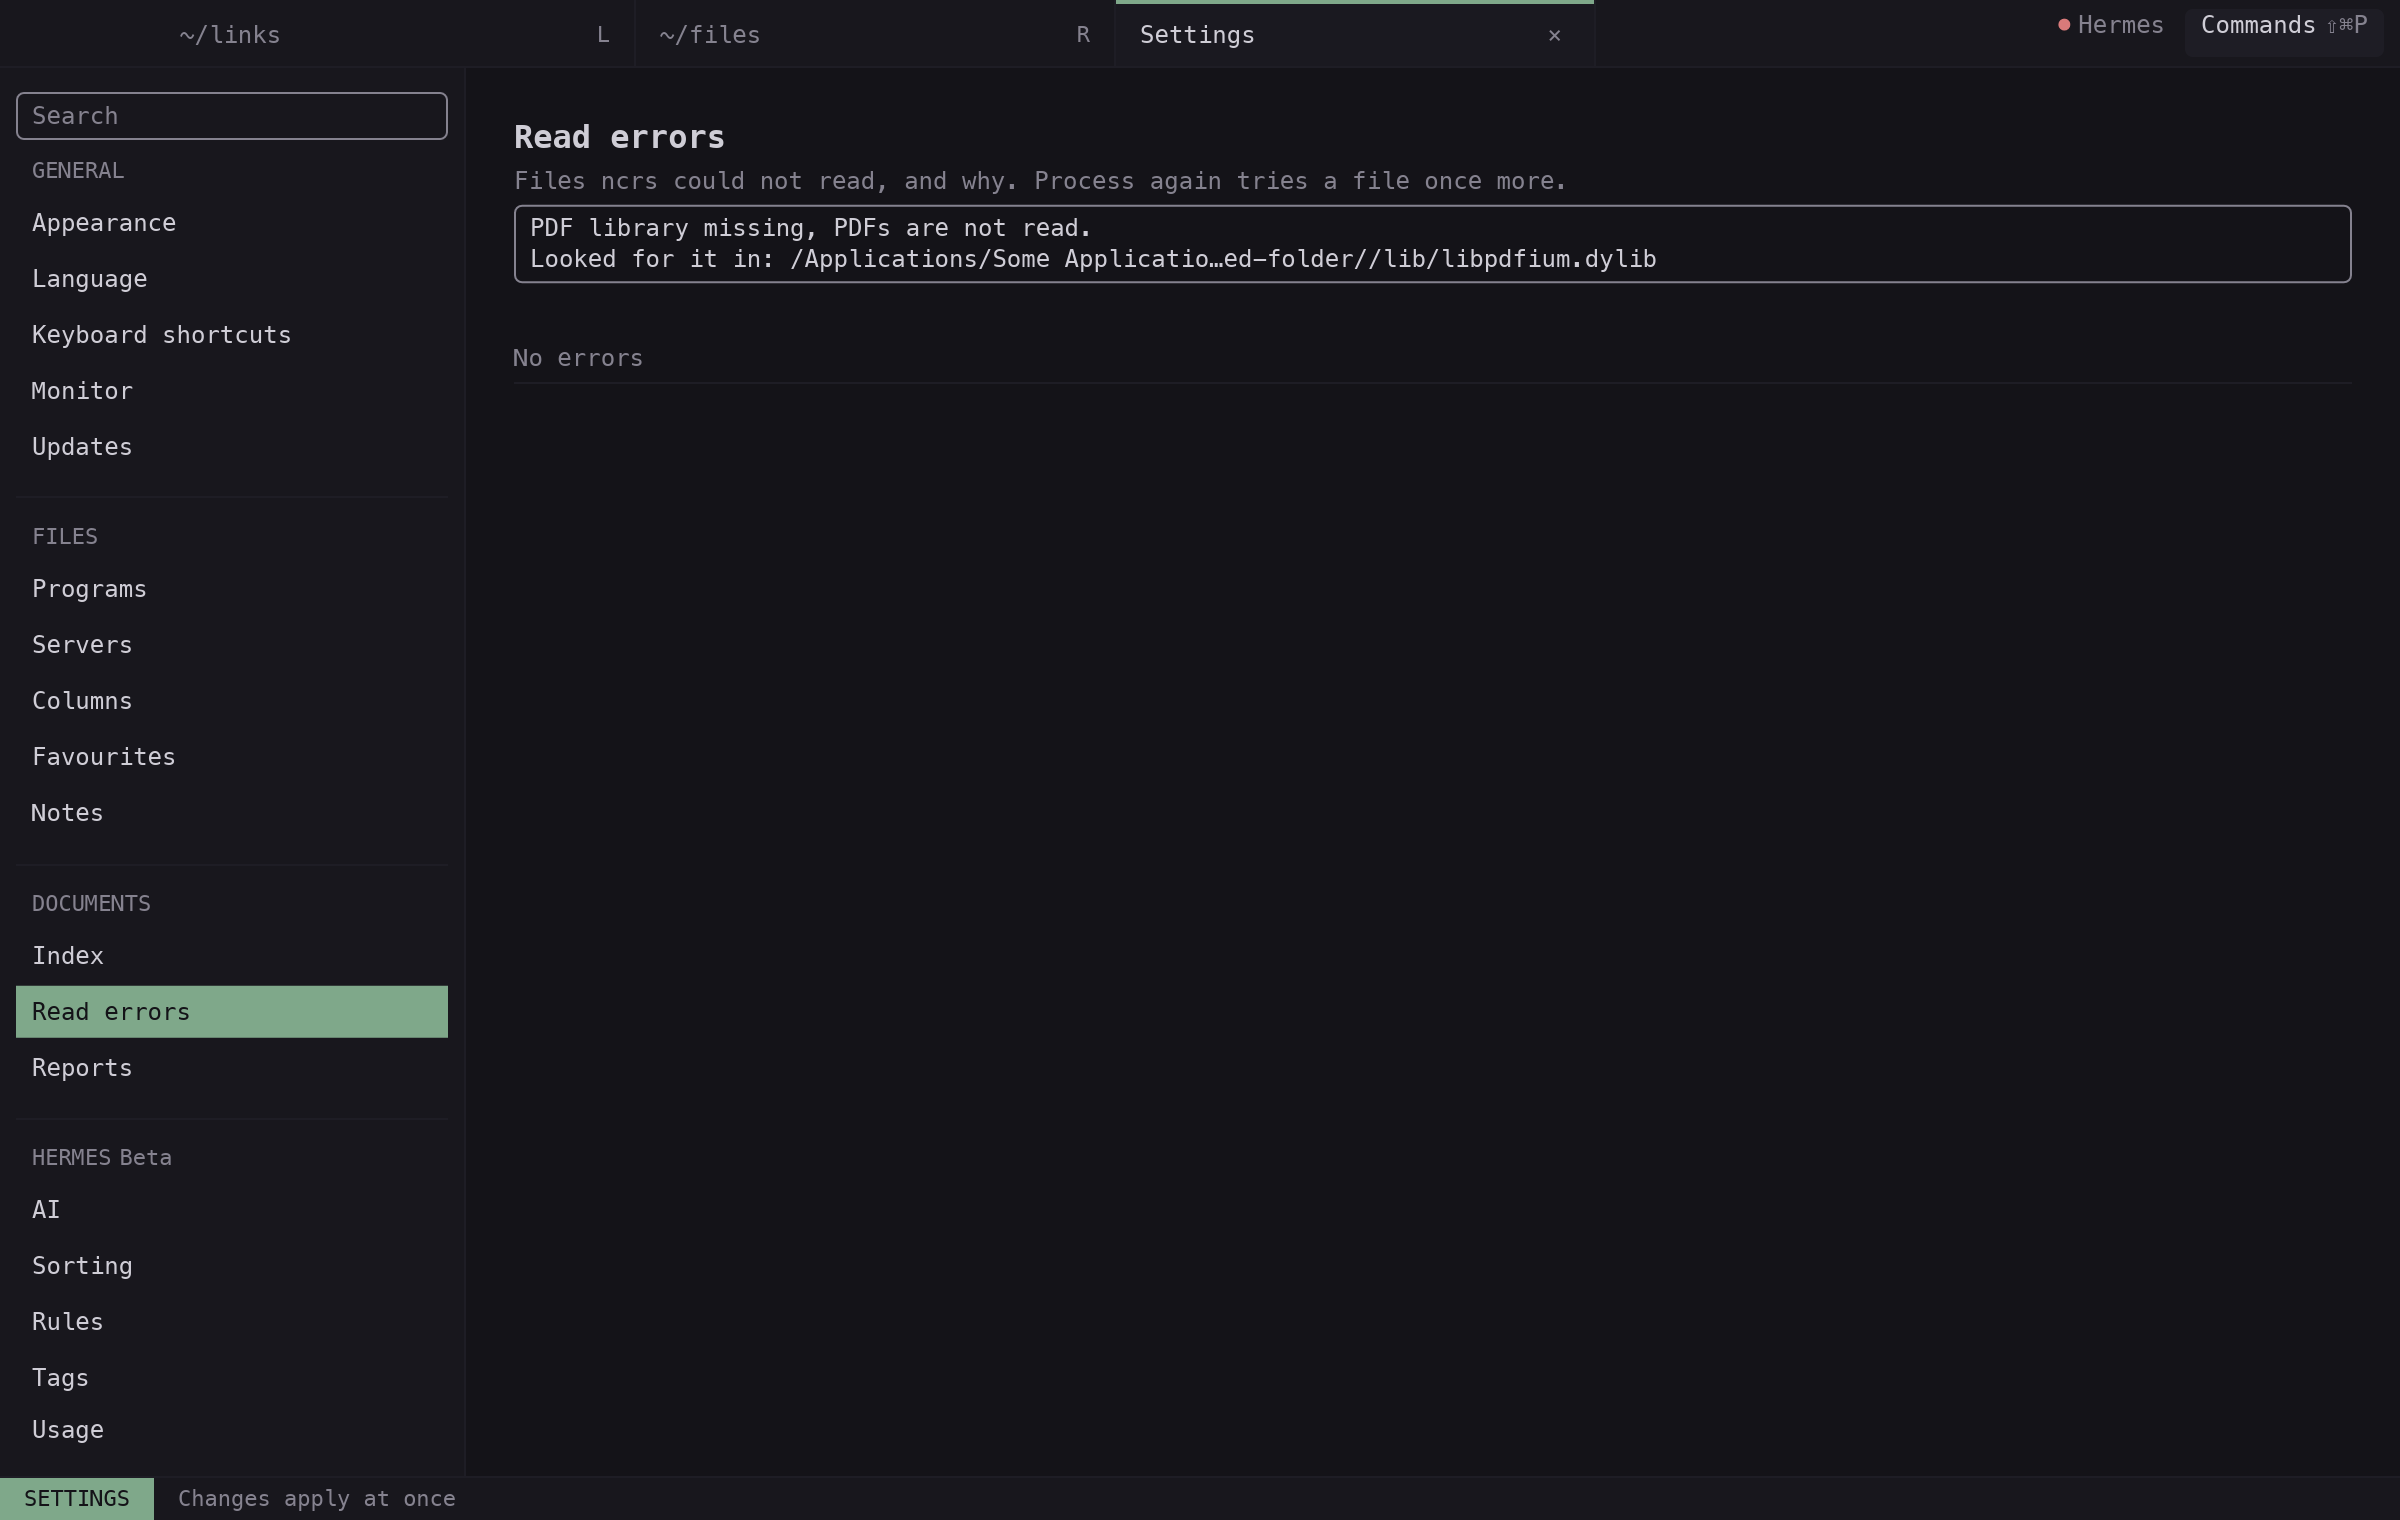 ~/links L ~/files R Settings × Hermes Commands ⇧⌘P
Search
GENERAL
Appearance
Language
Keyboard shortcuts
Monitor
Updates
FILES
Programs
Servers
Columns
Favourites
Notes
DOCUMENTS
Index
Read errors
Reports
HERMES Beta
AI
Sorting
Rules
Tags
Usage
Read errors
Files ncrs could not read, and why. Process again tries a file once more.
PDF library missing, PDFs are not read.
Looked for it in: /Applications/Some Applicatio…ed-folder//lib/libpdfium.dylib
No errors
SETTINGS Changes apply at once